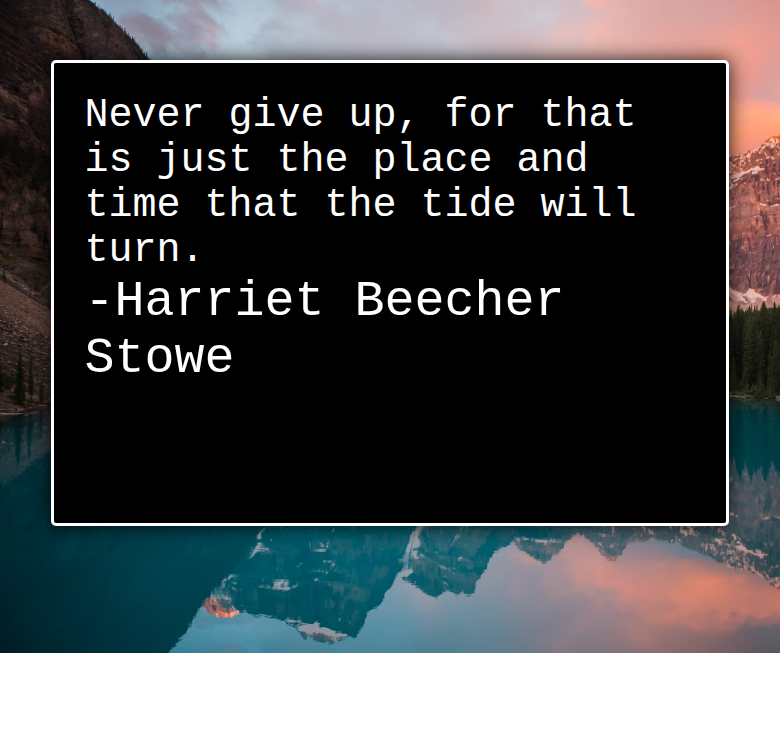 Never give up, for that
is just the place and
time that the tide will
turn.
-Harriet Beecher
Stowe